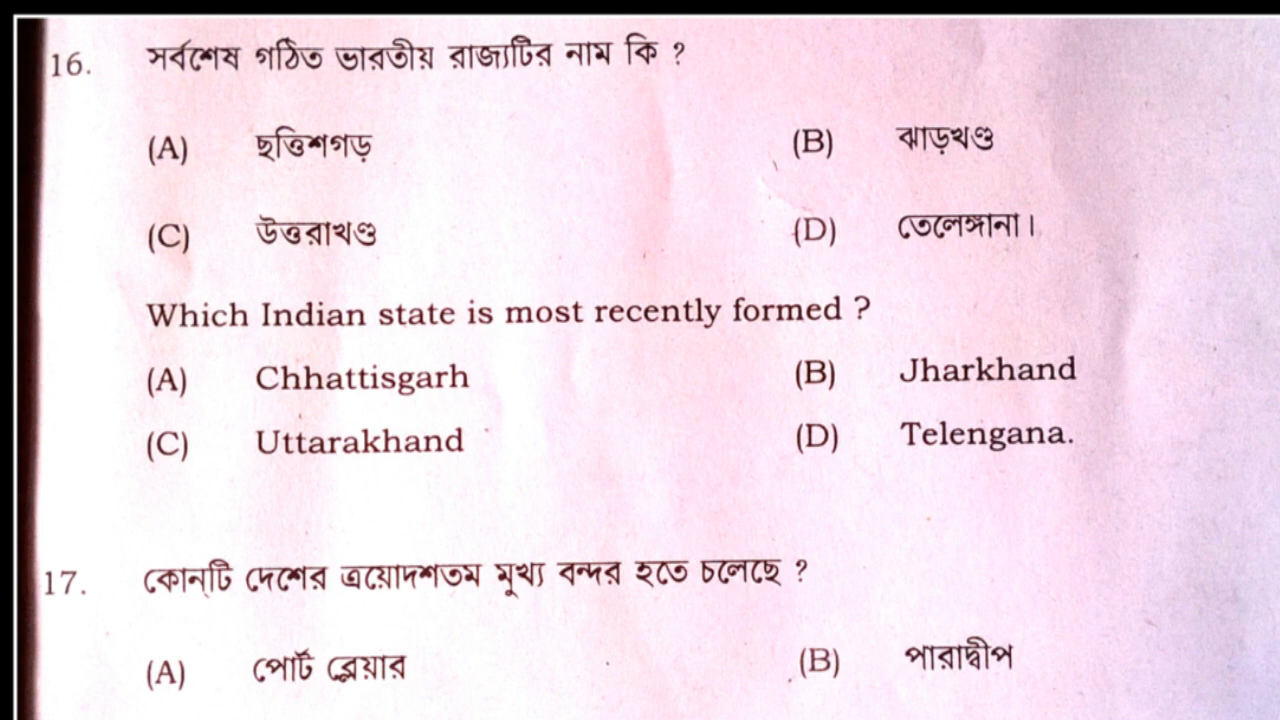 16. সর্বশেষ গঠিত ভারতীয় রাজ্যটির নাম কি ?
(A) ছত্তিশগড় (B) ঝাড়খণ্ড
(C) উত্তরাখণ্ড (D) তেলেঙ্গানা।
Which Indian state is most recently formed ?
(A) Chhattisgarh (B) Jharkhand
(C) Uttarakhand (D) Telengana.
17. কোন্‌টি দেশের ত্রয়োদশতম মুখ্য বন্দর হতে চলেছে ?
(A) পোর্ট ব্লেয়ার (B) পারাদ্বীপ